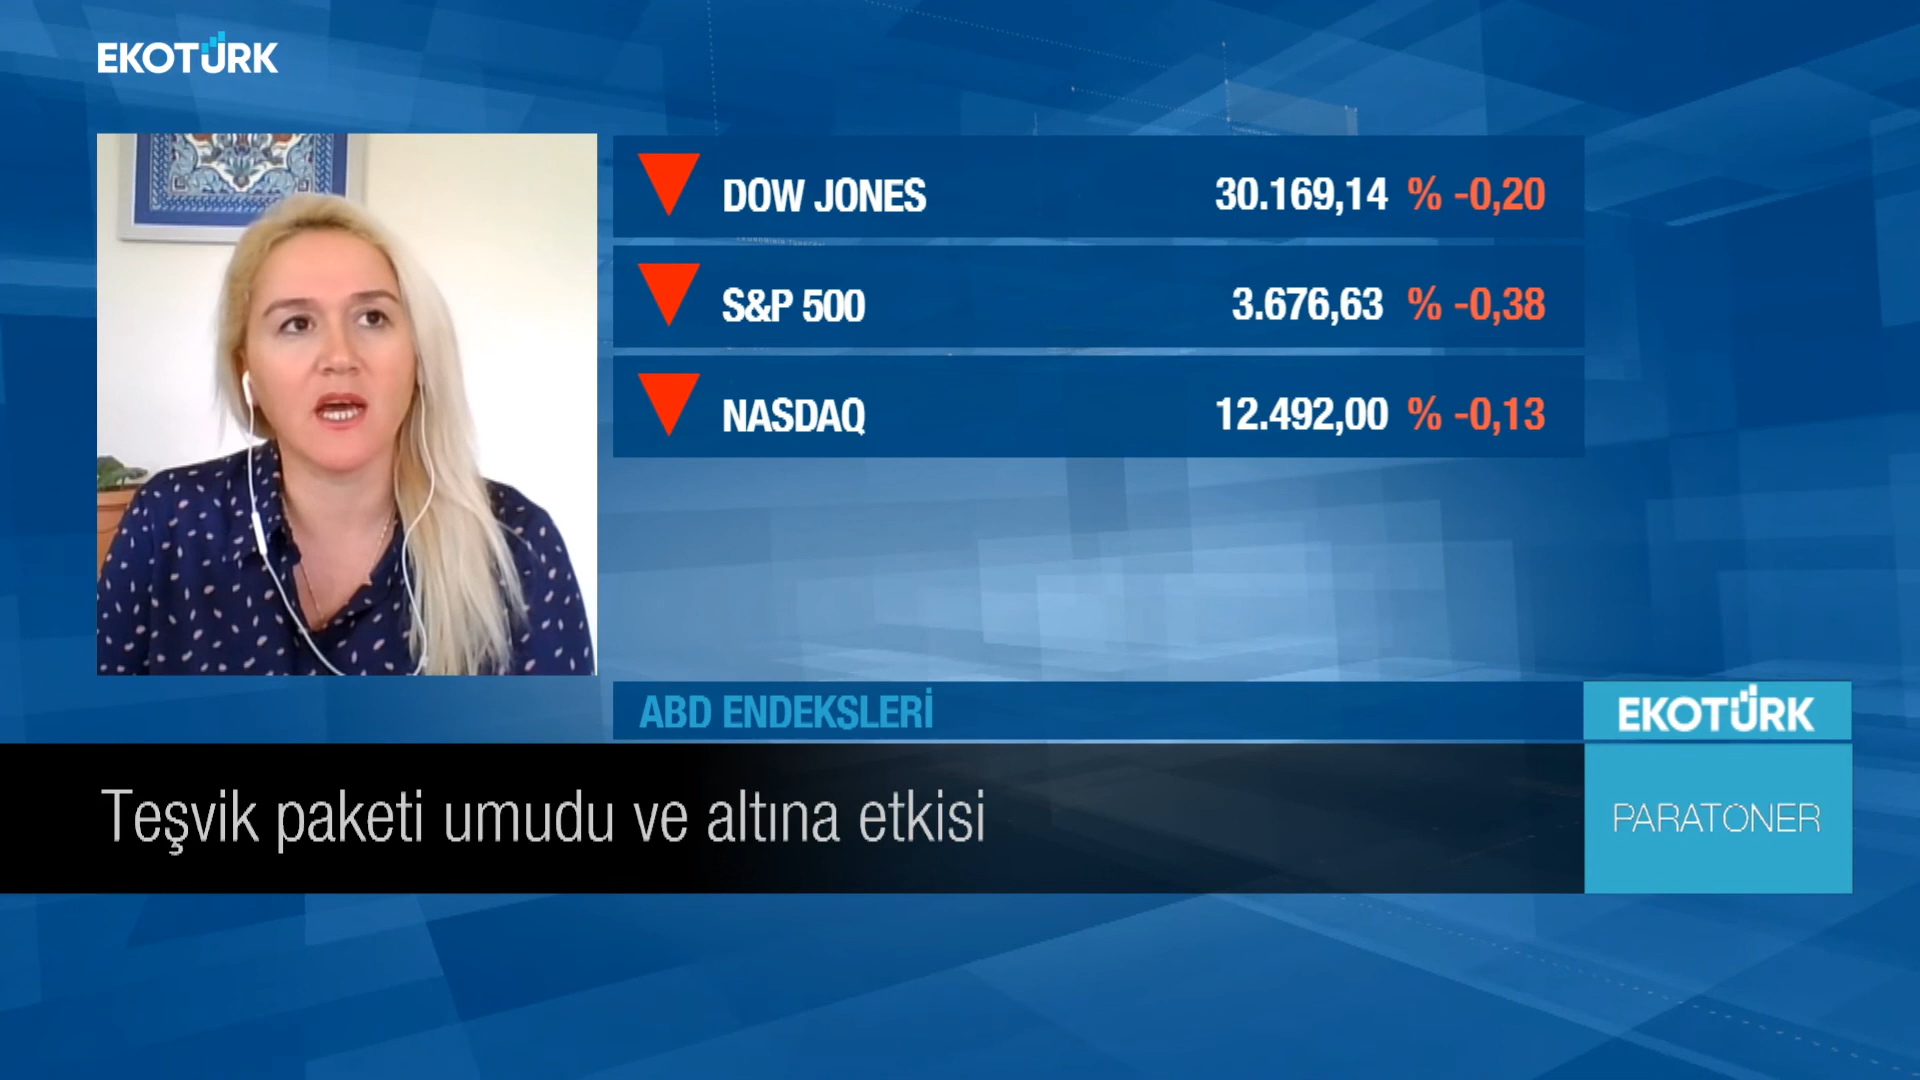 EKOTÜRK
DOW JONES 30.169,14 % -0,20
S&P 500 3.676,63 % -0,38
NASDAQ 12.492,00 % -0,13
ABD ENDEKSLERİ
EKOTÜRK
Teşvik paketi umudu ve altına etkisi
PARATONER